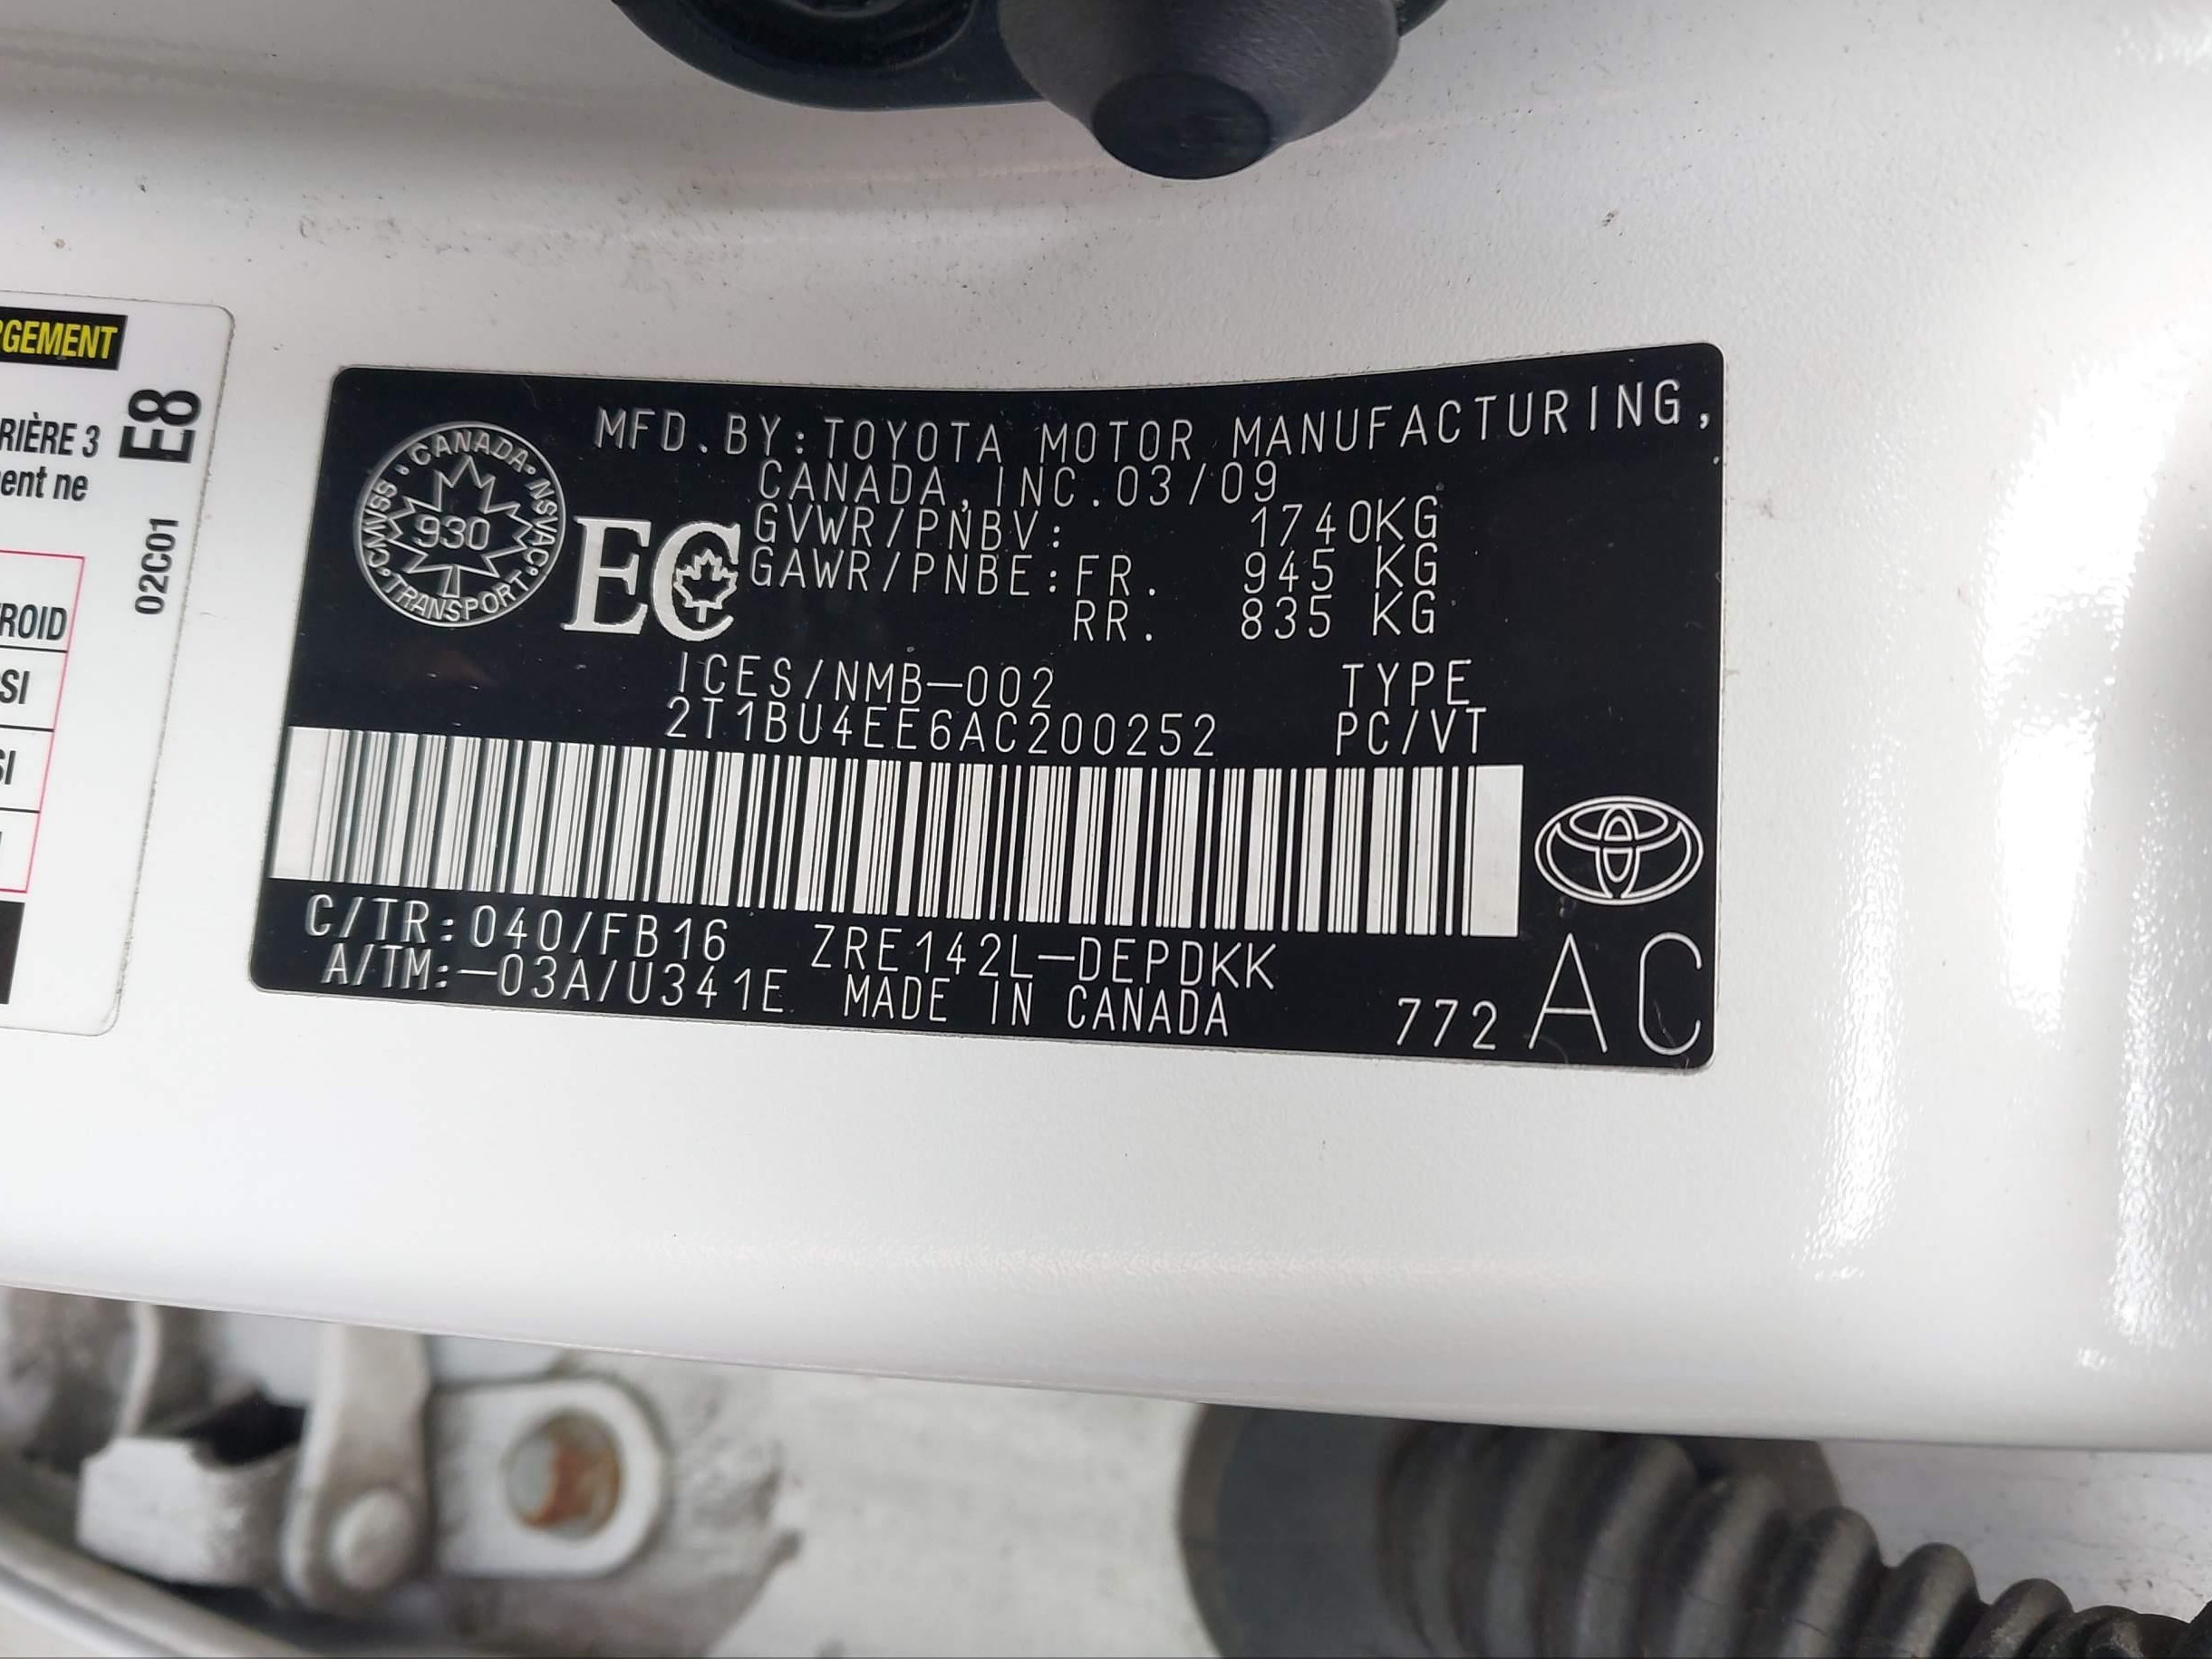 RGEMENT
E8
RIÈRE 3
ent ne
02C01
ROID
SI
SI
MFD.BY:TOYOTA MOTOR MANUFACTURING,
CANADA,INC.03/09
CANADA
NSVAC
TRANSPORT
CMVSS
930
EC
GVWR/PNBV: 1740KG
GAWR/PNBE:FR. 945 KG
RR. 835 KG
ICES/NMB-002 TYPE
2T1BU4EE6AC200252 PC/VT
C/TR:040/FB16 ZRE142L-DEPDKK
A/TM:-03A/U341E MADE IN CANADA
772 AC